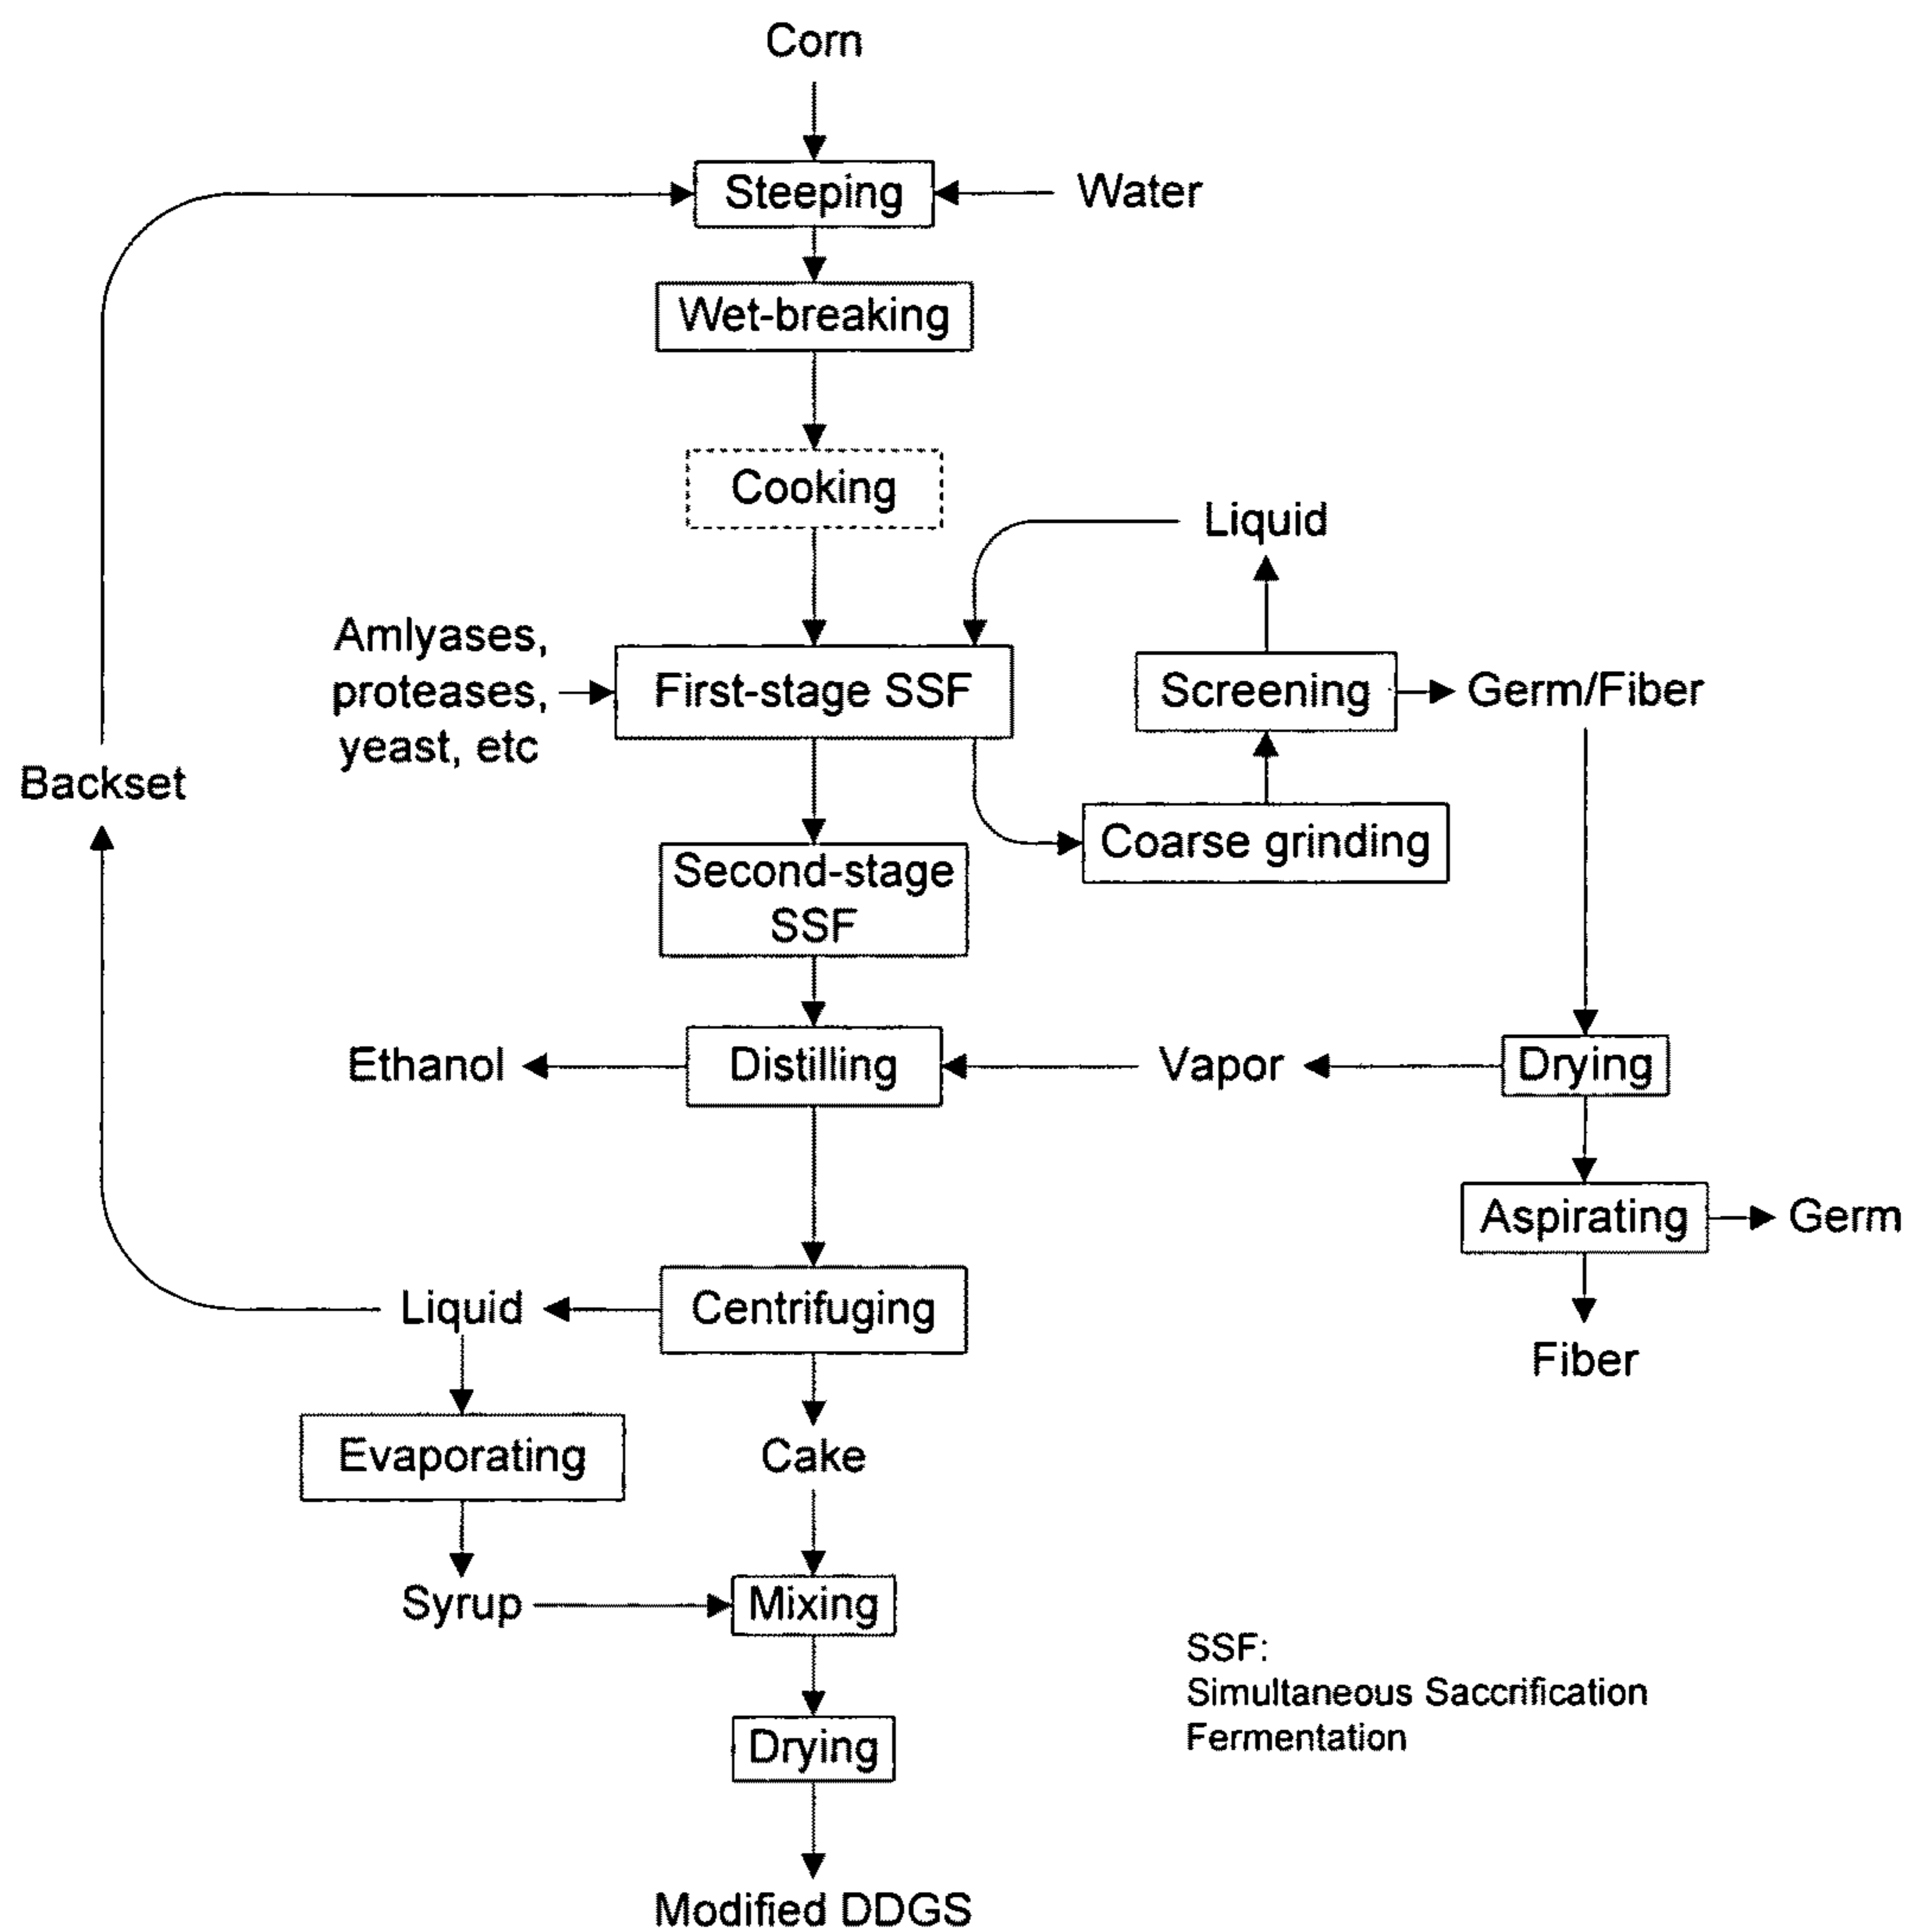 Corn
Steeping
Water
Wet-breaking
Cooking
Liquid
Amlyases,
proteases,
yeast, etc
First-stage SSF
Screening
Germ/Fiber
Backset
Coarse grinding
Second-stage
SSF
Ethanol
Distilling
Vapor
Drying
Aspirating
Germ
Liquid
Centrifuging
Fiber
Evaporating
Cake
Syrup
Mixing
SSF:
Simultaneous Saccrification
Fermentation
Drying
Modified DDGS